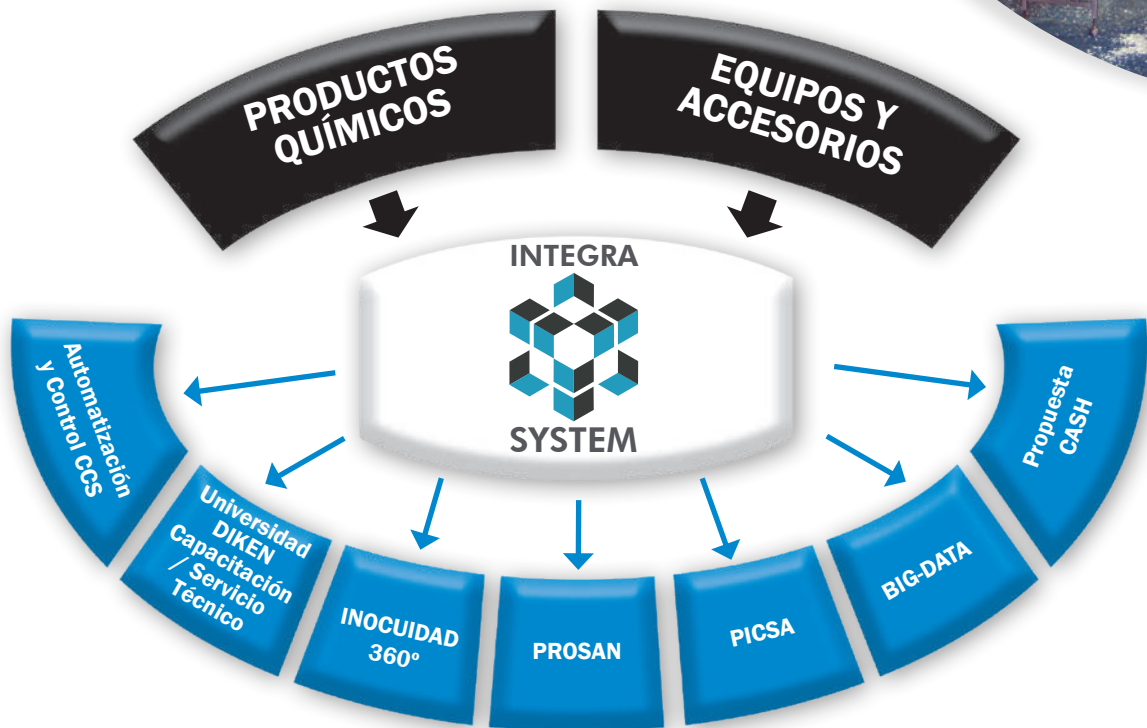 PRODUCTOS
QUÍMICOS
EQUIPOS Y
ACCESORIOS
INTEGRA
SYSTEM
Automatización
y Control CCS
Universidad
DIKEN
Capacitación
/ Servicio
Técnico
INOCUIDAD
360º
PROSAN
PICSA
BIG-DATA
Propuesta
CASH